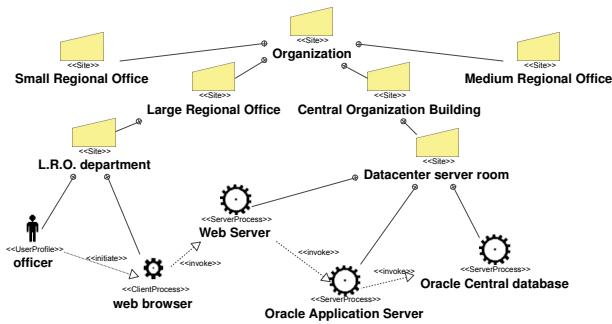 <<Site>>
Organization
<<Site>>
Small Regional Office
<<Site>>
Medium Regional Office
<<Site>>
Large Regional Office
<<Site>>
Central Organization Building
<<Site>>
L.R.O. department
<<Site>>
Datacenter server room
<<ServerProcess>>
Web Server
<<UserProfile>>
officer
<<initiate>>
<<invoke>>
<<invoke>>
<<invoke>>
<<ServerProcess>>
Oracle Central database
<<ClientProcess>>
web browser
<<ServerProcess>>
Oracle Application Server